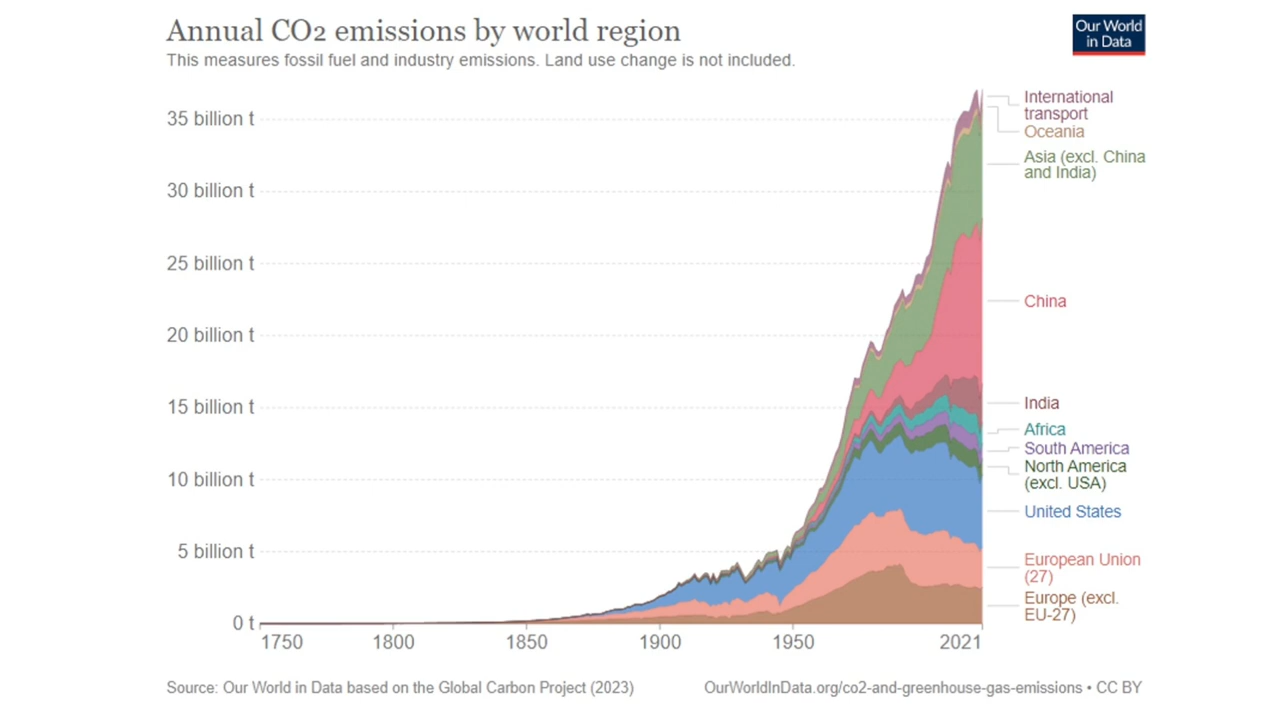 Annual CO2 emissions by world region
This measures fossil fuel and industry emissions. Land use change is not included.
Our World
in Data
35 billion t
30 billion t
25 billion t
20 billion t
15 billion t
10 billion t
5 billion t
0 t
1750
1800
1850
1900
1950
2021
International
transport
Oceania
Asia (excl. China
and India)
China
India
Africa
South America
North America
(excl. USA)
United States
European Union
(27)
Europe (excl.
EU-27)
Source: Our World in Data based on the Global Carbon Project (2023)
OurWorldInData.org/co2-and-greenhouse-gas-emissions • CC BY